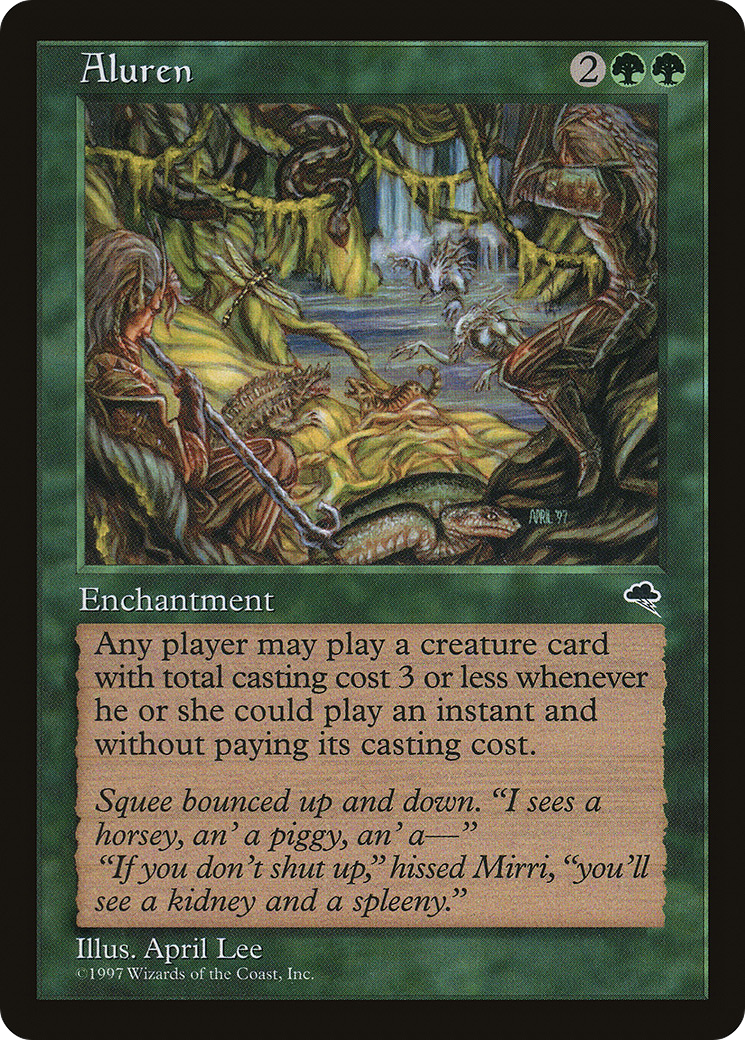 Aluren
2
APRIL '97
Enchantment
Any player may play a creature card
with total casting cost 3 or less whenever
he or she could play an instant and
without paying its casting cost.
Squee bounced up and down. “I sees a
horsey, an’ a piggy, an’ a—”
“If you don’t shut up,” hissed Mirri, “you’ll
see a kidney and a spleeny.”
Illus. April Lee
©1997 Wizards of the Coast, Inc.